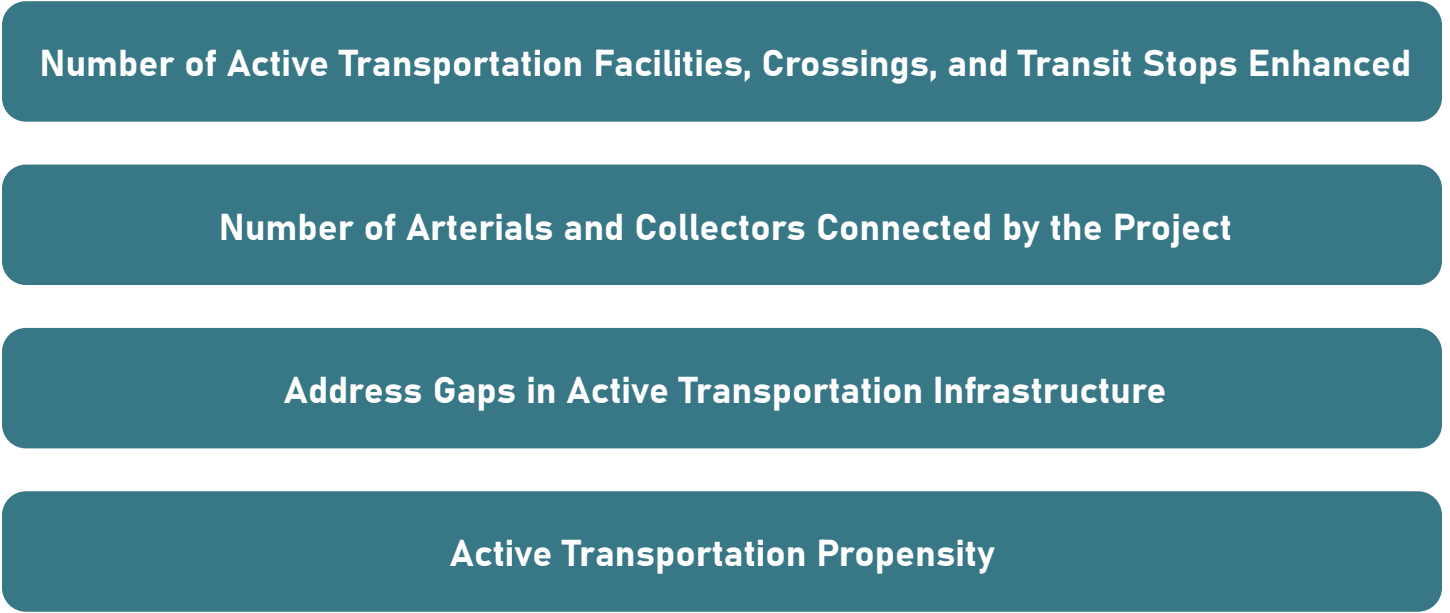 Number of Active Transportation Facilities, Crossings, and Transit Stops Enhanced
Number of Arterials and Collectors Connected by the Project
Address Gaps in Active Transportation Infrastructure
Active Transportation Propensity